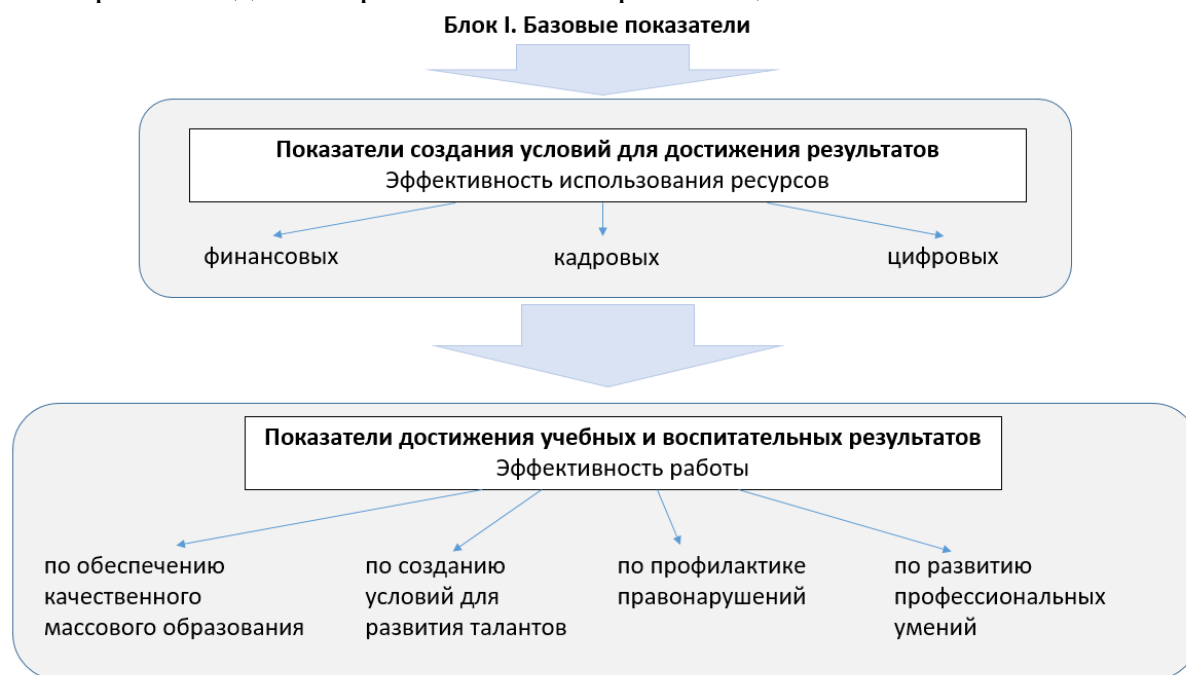 Блок I. Базовые показатели
Показатели создания условий для достижения результатов
Эффективность использования ресурсов
финансовых
кадровых
цифровых
Показатели достижения учебных и воспитательных результатов
Эффективность работы
по обеспечению
качественного
массового образования
по созданию
условий для
развития талантов
по профилактике
правонарушений
по развитию
профессиональных
умений